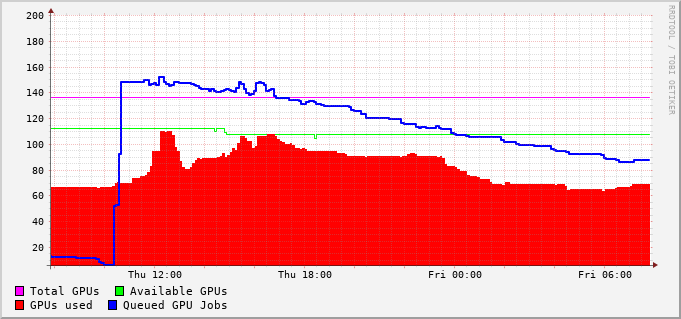 200
180
160
140
120
100
80
60
40
20
Thu 12:00 Thu 18:00 Fri 00:00 Fri 06:00
Total GPUs Available GPUs
GPUs used Queued GPU Jobs
RRDTOOL / TOBI OETIKER